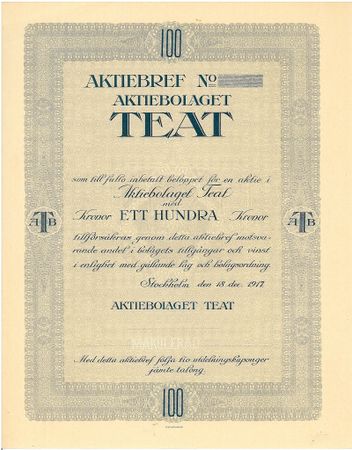 100
AKTIEBREF No
AKTIEBOLAGET
TEAT
som till fullo inbetalt beloppet för en aktie i
Aktiebolaget Teat
med
Kronor ETT HUNDRA Kronor
ATB ATB
tillförsäkras genom detta aktiebref motsva-
rande andel i bolagets tillgångar och vinst
i enlighet med gällande lag och bolagsordning.
Stockholm den 18 dec. 1917.
AKTIEBOLAGET TEAT
MAKULERAD
Med detta aktiebref följa tio utdelningskuponger
jämte talong.
100